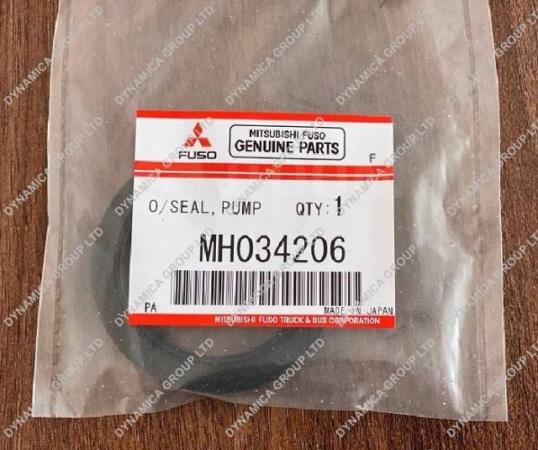 FUSO
MITSUBISHI FUSO
GENUINE PARTS
F
O/SEAL, PUMP QTY: 1
MH034206
PA MADE IN JAPAN
MITSUBISHI FUSO TRUCK & BUS CORPORATION
DYNAMICA GROUP LTD